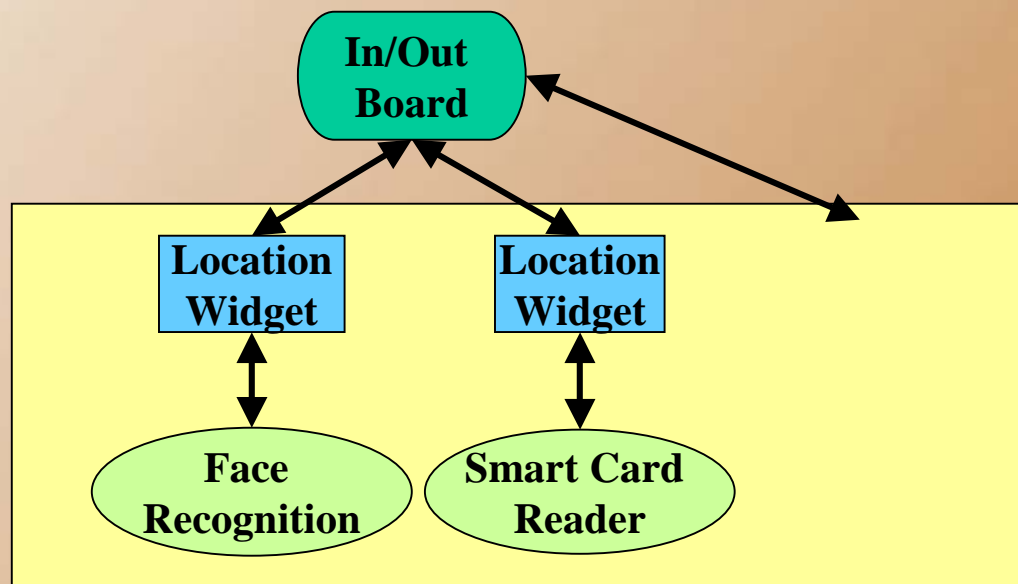 In/Out
Board
Location
Widget
Location
Widget
Face
Recognition
Smart Card
Reader